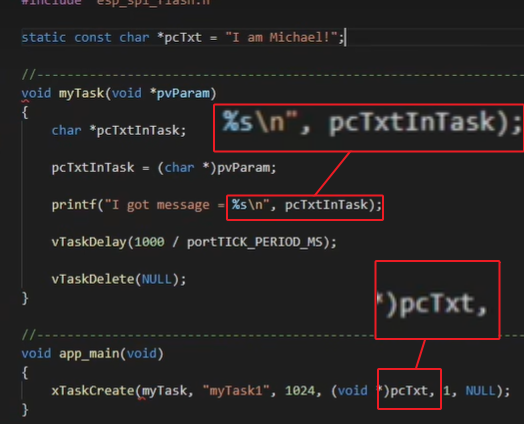 #include "esp_spi_flash.h"
static const char *pcTxt = "I am Michael!";
//------------------------------------------------------------
void myTask(void *pvParam)
{
char *pcTxtInTask;
%s\n", pcTxtInTask);
pcTxtInTask = (char *)pvParam;
printf("I got message = %s\n", pcTxtInTask);
vTaskDelay(1000 / portTICK_PERIOD_MS);
vTaskDelete(NULL);
*)pcTxt,
}
//------------------------------------------------------------
void app_main(void)
{
xTaskCreate(myTask, "myTask1", 1024, (void *)pcTxt, 1, NULL);
}